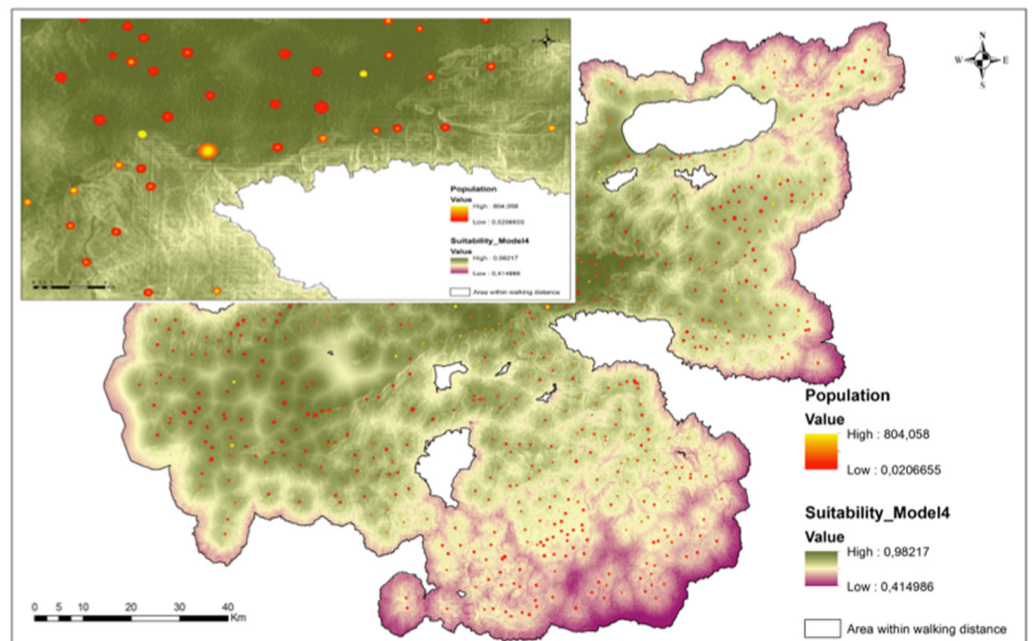 N
W E
S
Population
Value
High : 804,058
Low : 0,0206655
Suitability_Model4
Value
High : 0,98217
Low : 0,414986
Area within walking distance
Population
Value
High : 804,058
Low : 0,0206655
Suitability_Model4
Value
High : 0,98217
Low : 0,414986
Area within walking distance
0 5 10 20 30 40
Km